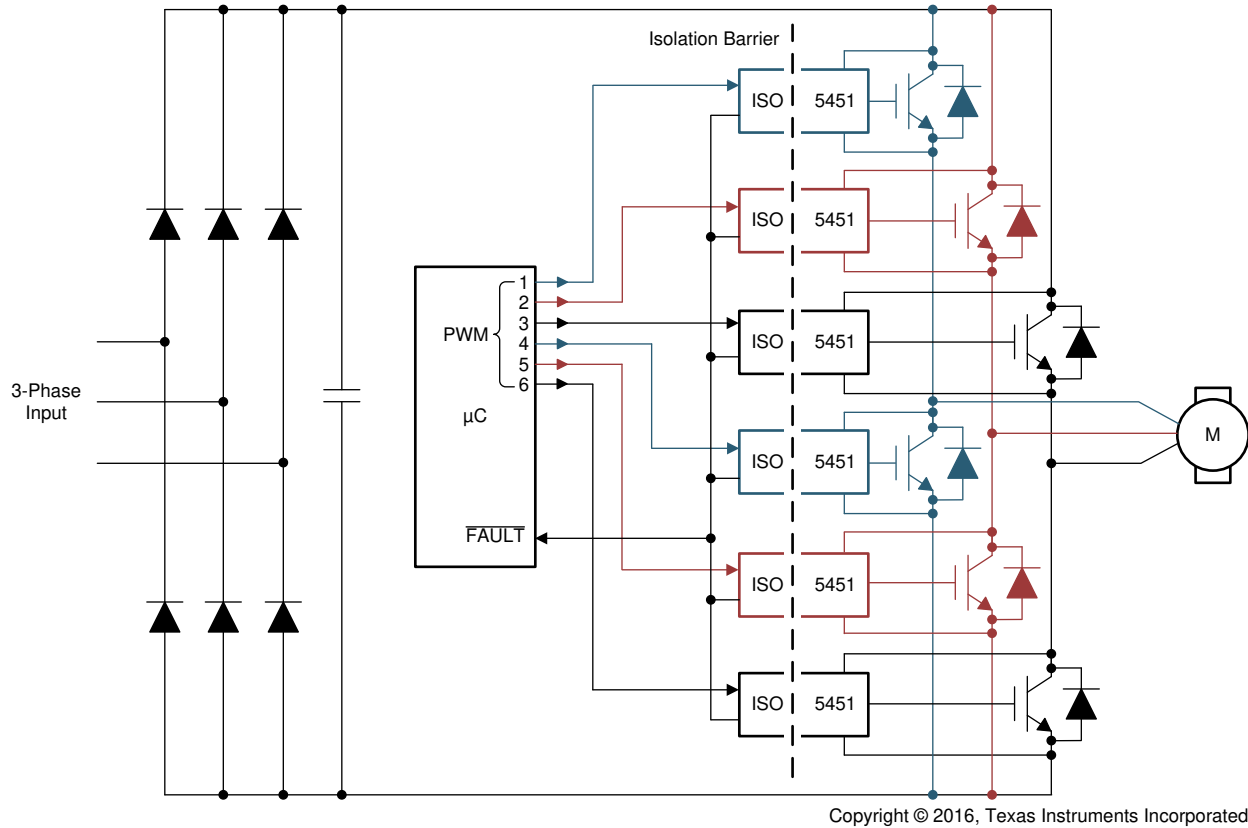 Isolation Barrier
ISO 5451
ISO 5451
1
2
3
PWM
4
5
6
ISO 5451
3-Phase
Input
µC
M
ISO 5451
FAULT
ISO 5451
ISO 5451
Copyright © 2016, Texas Instruments Incorporated